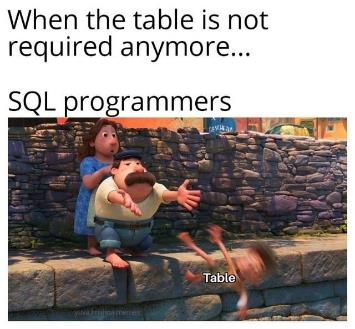 When the table is not
required anymore...
SQL programmers
Table